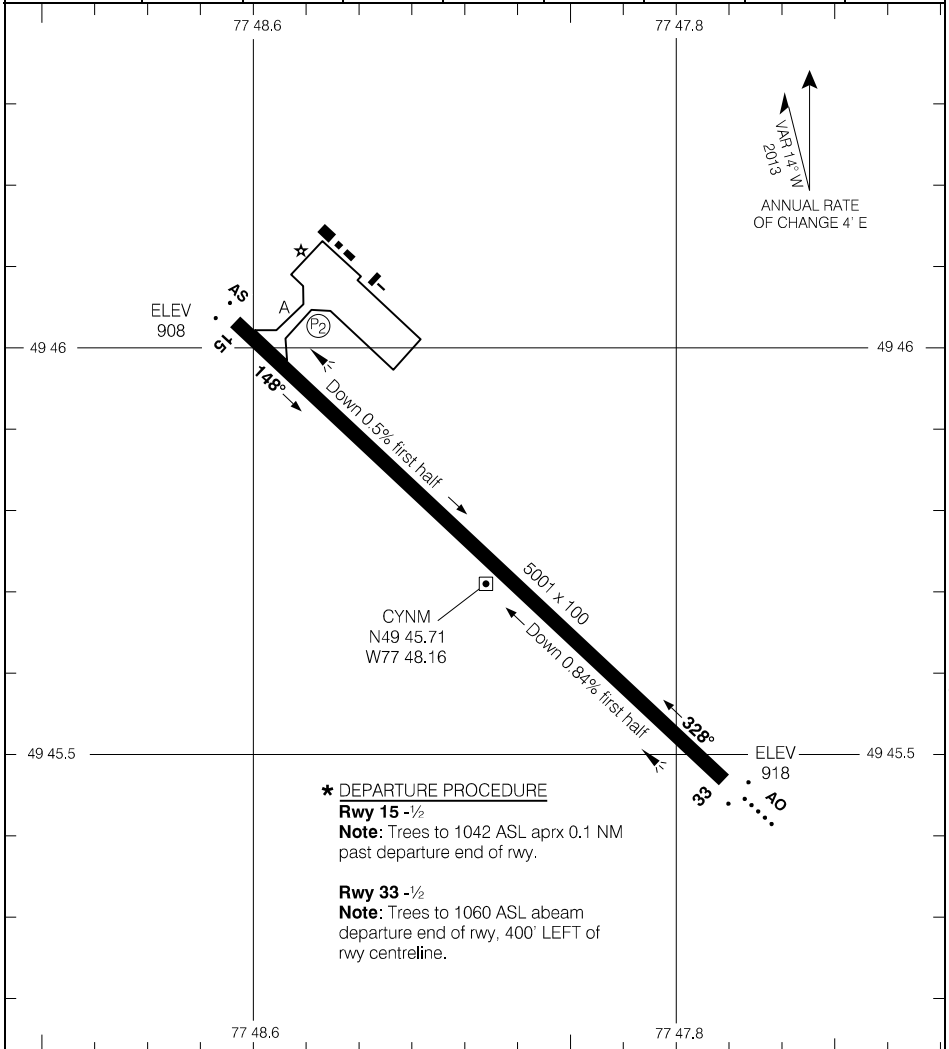 77 48.6
77 47.8
VAR 14° W
2013
ANNUAL RATE
OF CHANGE 4' E
AS
ELEV
908
15
A
P2
49 46
49 46
148°
Down 0.5% first half
5001 x 100
CYNM
N49 45.71
W77 48.16
Down 0.84% first half
328°
49 45.5
49 45.5
ELEV
918
33
AO
* DEPARTURE PROCEDURE
Rwy 15 -½
Note: Trees to 1042 ASL aprx 0.1 NM
past departure end of rwy.
Rwy 33 -½
Note: Trees to 1060 ASL abeam
departure end of rwy, 400' LEFT of
rwy centreline.
77 48.6
77 47.8